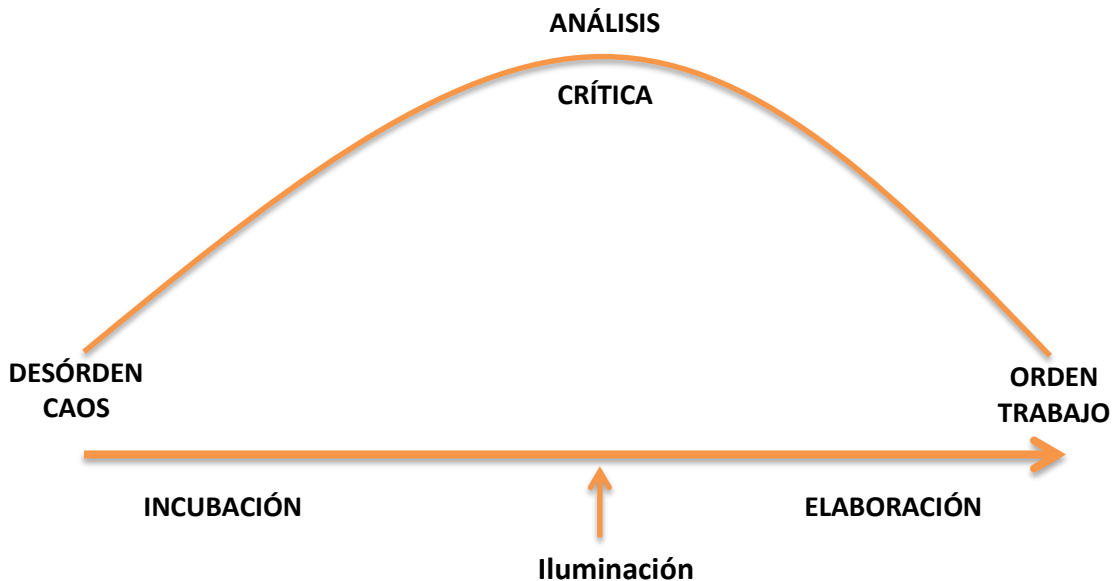 ANÁLISIS
CRÍTICA
DESÓRDEN
CAOS
ORDEN
TRABAJO
INCUBACIÓN
ELABORACIÓN
Iluminación